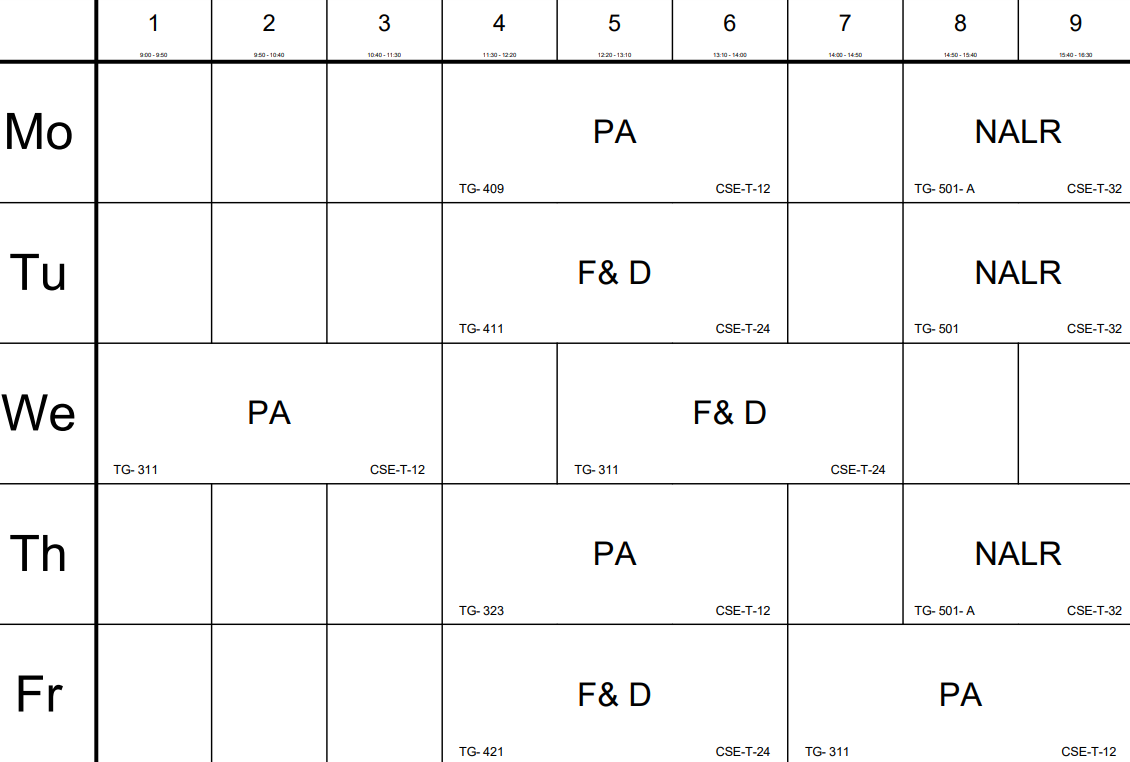 1 2 3 4 5 6 7 8 9
9:00 - 9:50 9:50 - 10:40 10:40 - 11:30 11:30 - 12:20 12:20 - 13:10 13:10 - 14:00 14:00 - 14:50 14:50 - 15:40 15:40 - 16:30
Mo PA NALR
TG- 409 CSE-T-12 TG- 501- A CSE-T-32
Tu F& D NALR
TG- 411 CSE-T-24 TG- 501 CSE-T-32
We PA F& D
TG- 311 CSE-T-12 TG- 311 CSE-T-24
Th PA NALR
TG- 323 CSE-T-12 TG- 501- A CSE-T-32
Fr F& D PA
TG- 421 CSE-T-24 TG- 311 CSE-T-12